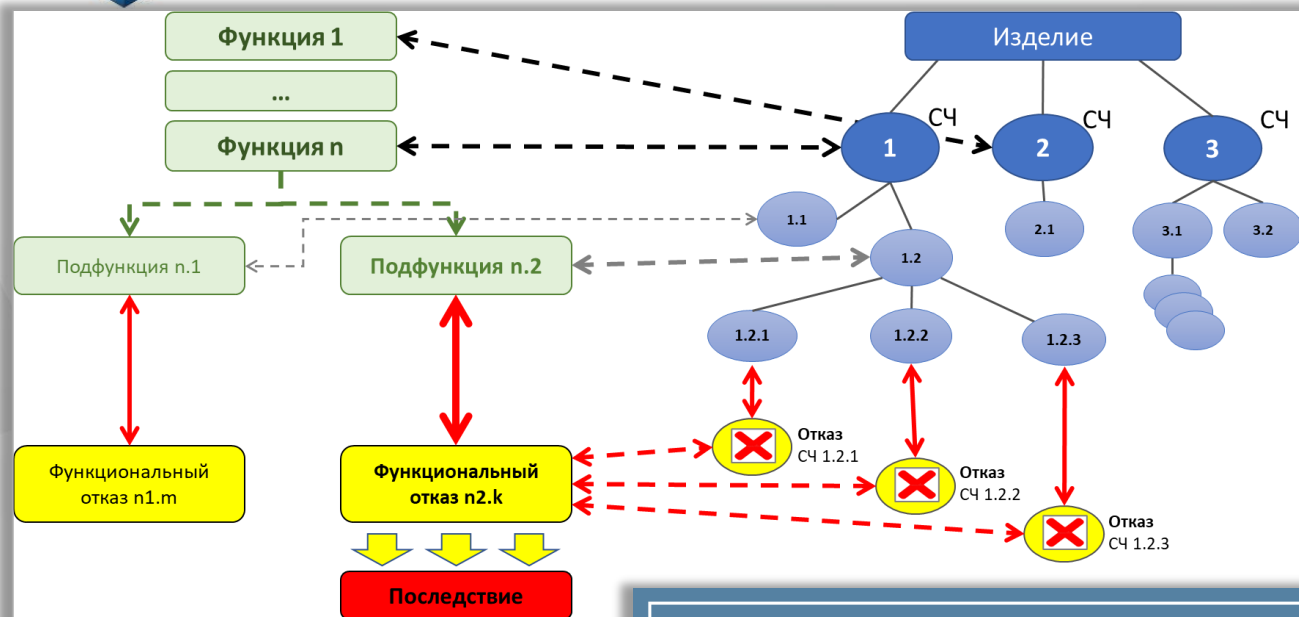 Функция 1
...
Функция n
Подфункция n.1
Подфункция n.2
Функциональный
отказ n1.m
Функциональный
отказ n2.k
Последствие
Изделие
СЧ
СЧ
СЧ
1
2
3
1.1
1.2
2.1
3.1
3.2
1.2.1
1.2.2
1.2.3
Отказ
СЧ 1.2.1
Отказ
СЧ 1.2.2
Отказ
СЧ 1.2.3